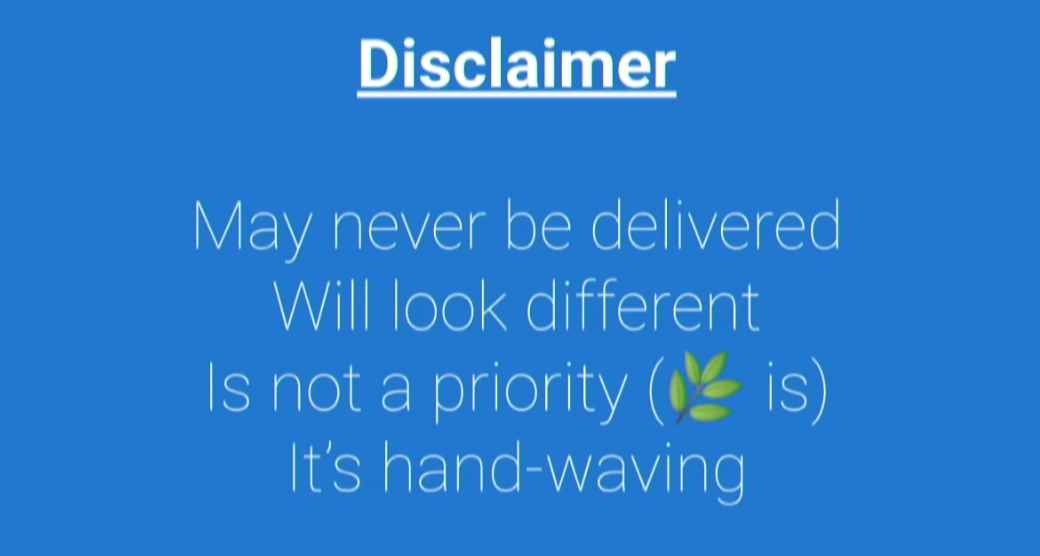 Disclaimer
May never be delivered
Will look different
Is not a priority (🌿 is)
It's hand-waving